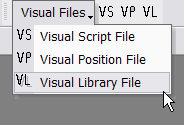 Visual Files VS VP VL
VS Visual Script File
VP Visual Position File
VL Visual Library File